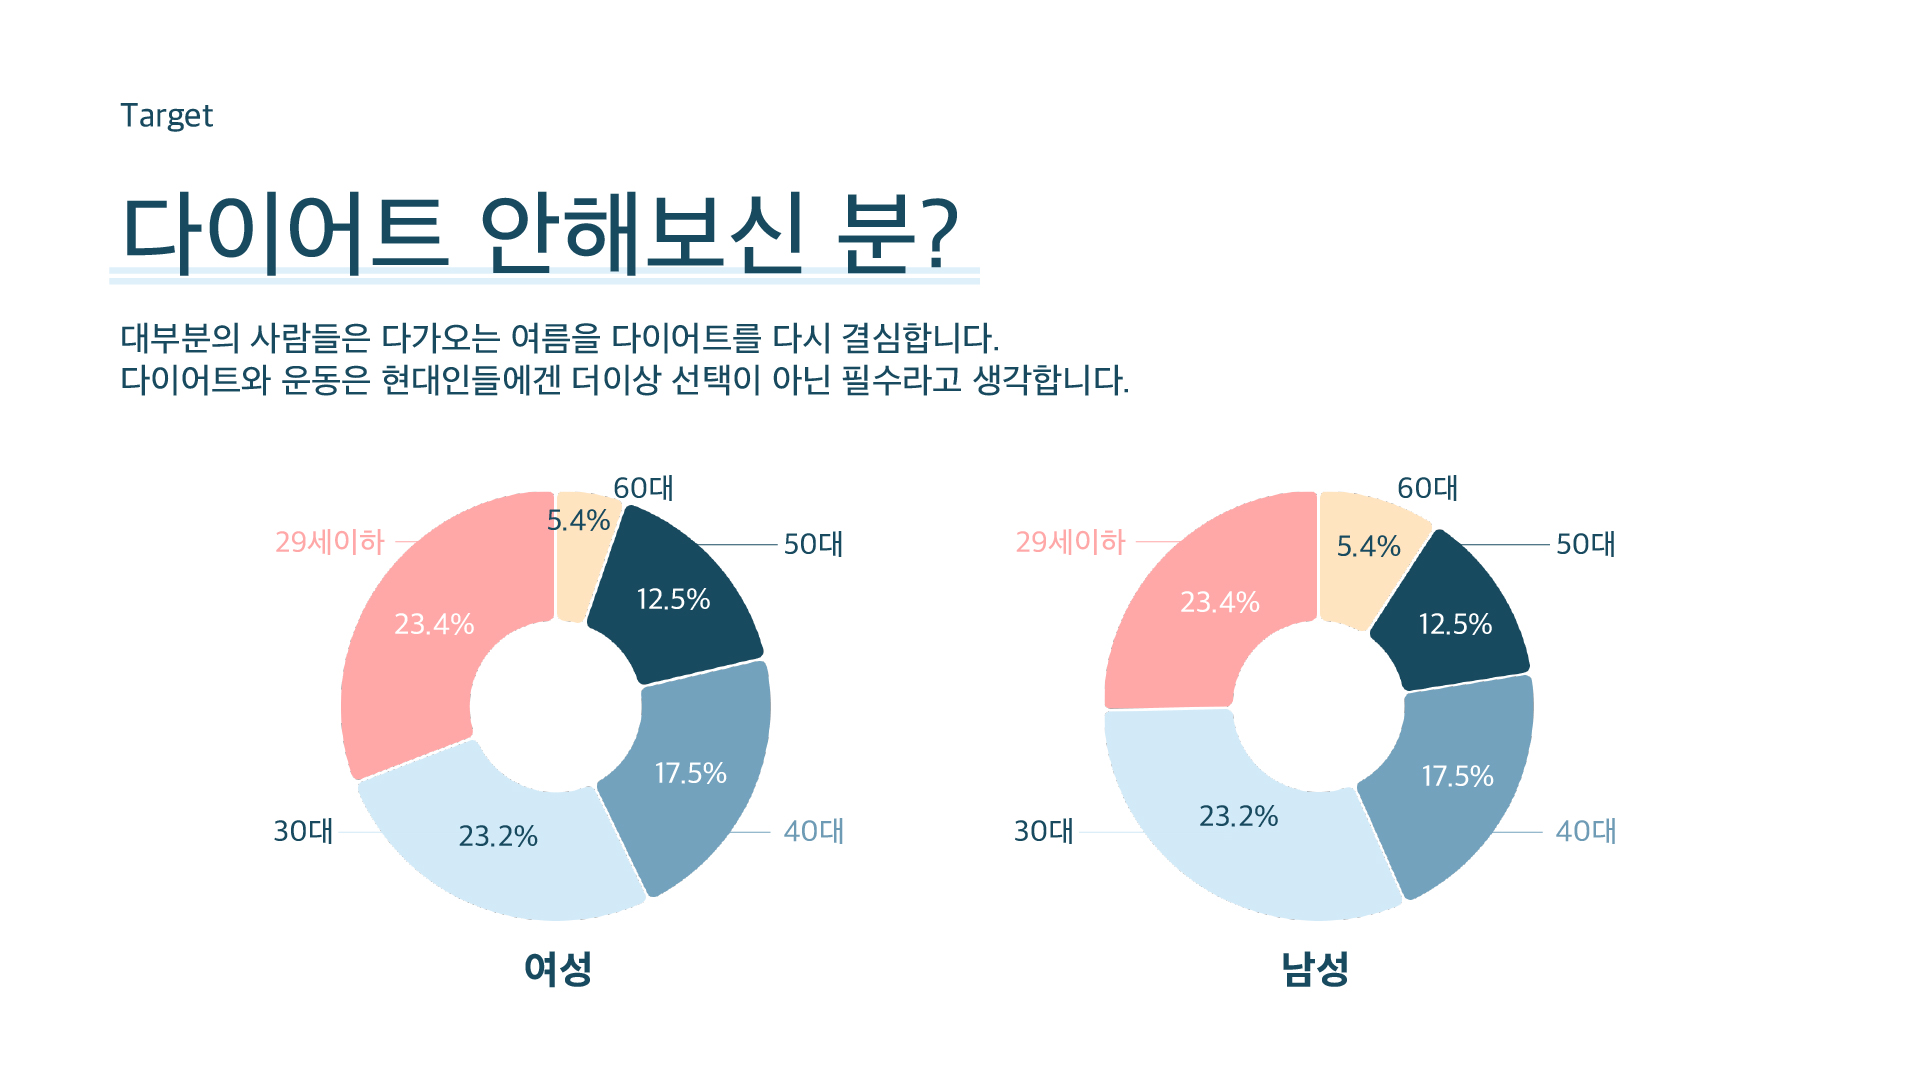 Target
다이어트 안해보신 분?
대부분의 사람들은 다가오는 여름을 다이어트를 다시 결심합니다.
다이어트와 운동은 현대인들에겐 더이상 선택이 아닌 필수라고 생각합니다.
60대
5.4%
29세이하
50대
12.5%
23.4%
17.5%
30대
23.2%
40대
여성
60대
5.4%
29세이하
50대
23.4%
12.5%
17.5%
23.2%
30대
40대
남성